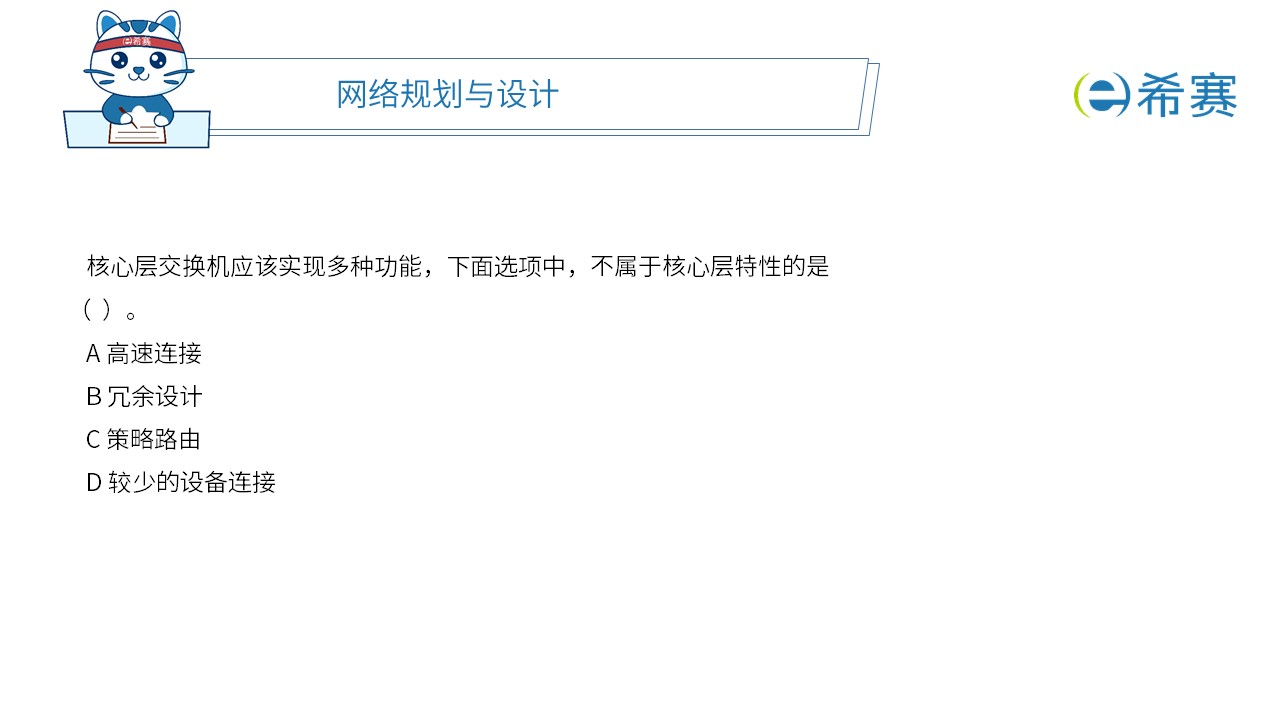 希赛
网络规划与设计
希赛
核心层交换机应该实现多种功能，下面选项中，不属于核心层特性的是
（ ）。
A 高速连接
B 冗余设计
C 策略路由
D 较少的设备连接